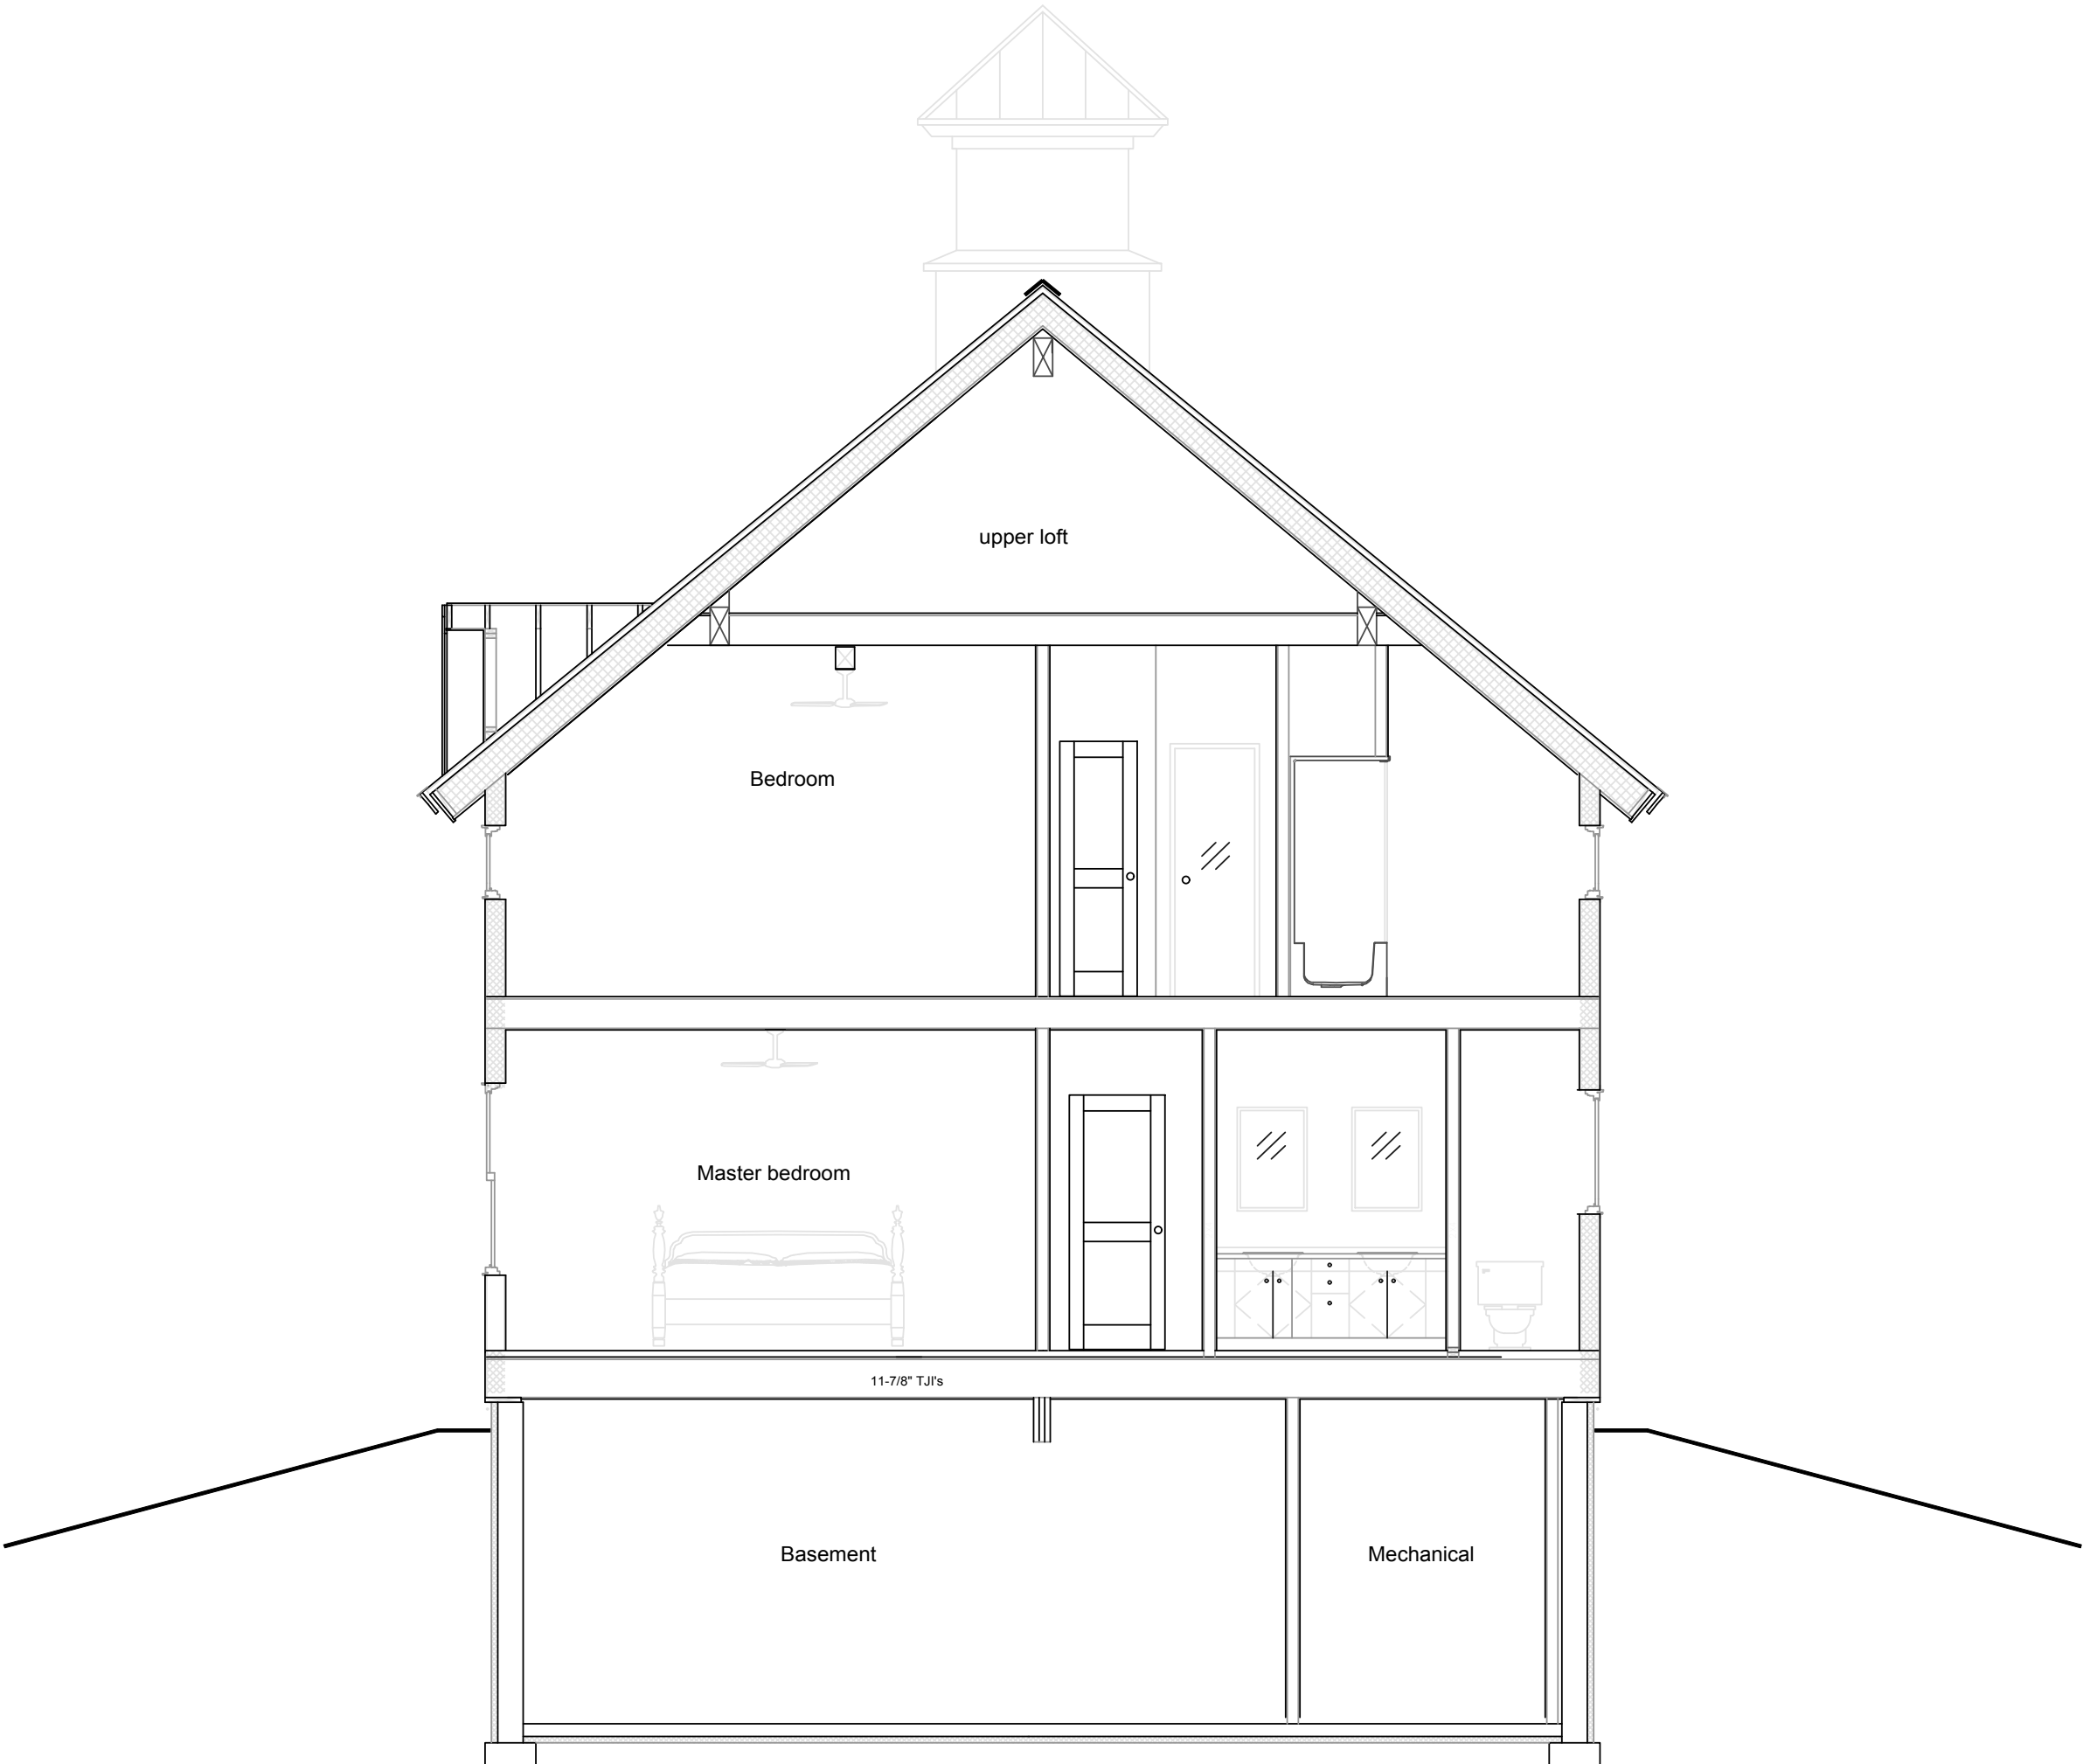 upper loft
Bedroom
Master bedroom
11-7/8" TJI's
Basement
Mechanical